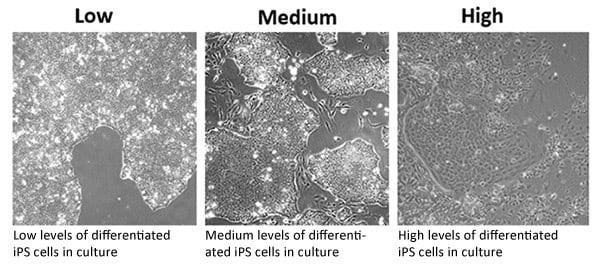 Low
Medium
High
Low levels of differentiated
iPS cells in culture
Medium levels of differenti-
ated iPS cells in culture
High levels of differentiated
iPS cells in culture